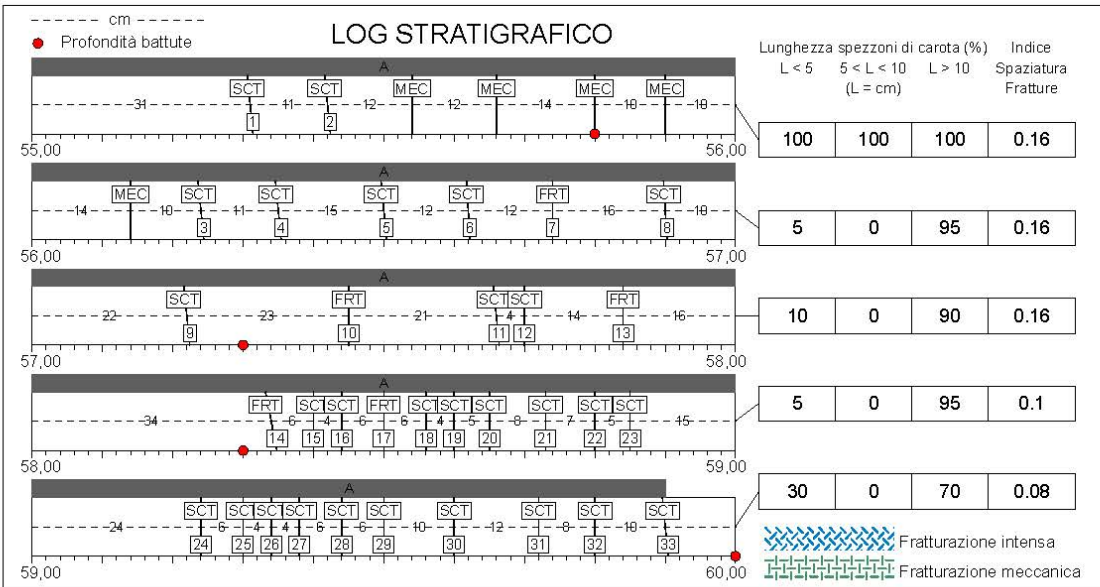 cm
Profondità battute
LOG STRATIGRAFICO
Lunghezza spezzoni di carota (%) Indice
L < 5 5 < L < 10 L > 10 Spaziatura
(L = cm) Fratture
A
SCT SCT MEC MEC MEC MEC
31 11 12 12 14 10 10
1 2
55,00 56,00
100 100 100 0.16
A
MEC SCT SCT SCT SCT FRT SCT
14 10 11 15 12 12 16 10
3 4 5 6 7 8
56,00 57,00
5 0 95 0.16
A
SCT FRT SCT SCT FRT
22 23 21 4 14 16
9 10 11 12 13
57,00 58,00
10 0 90 0.16
A
FRT SCT SCT FRT SCT SCT SCT SCT SCT SCT
34 6 4 6 6 4 5 8 7 5 15
14 15 16 17 18 19 20 21 22 23
58,00 59,00
5 0 95 0.1
A
SCT SCT SCT SCT SCT SCT SCT SCT SCT SCT
24 6 4 4 6 6 10 12 8 10
24 25 26 27 28 29 30 31 32 33
59,00 60,00
30 0 70 0.08
Fratturazione intensa
Fratturazione meccanica